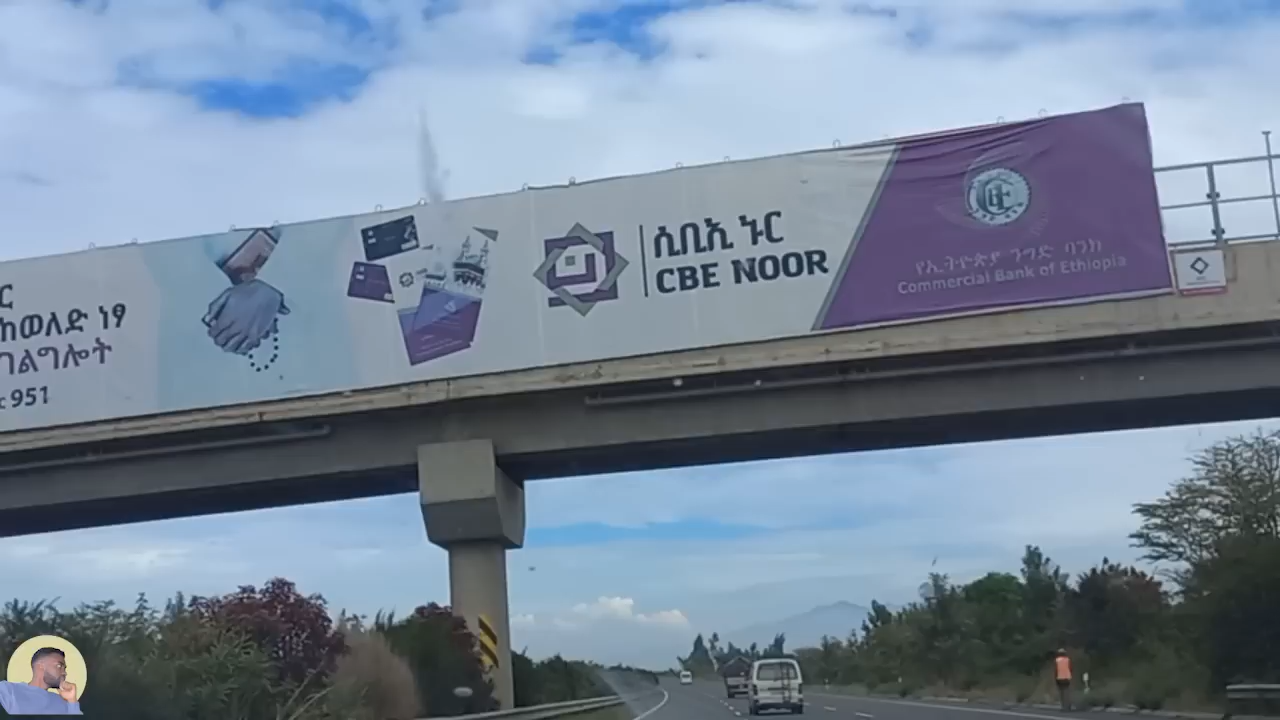 ር
ከወለድ ነፃ
ገልግሎት
951
ሲቢኢ ኑር
CBE NOOR
የኢትዮጵያ ንግድ ባንክ
Commercial Bank of Ethiopia